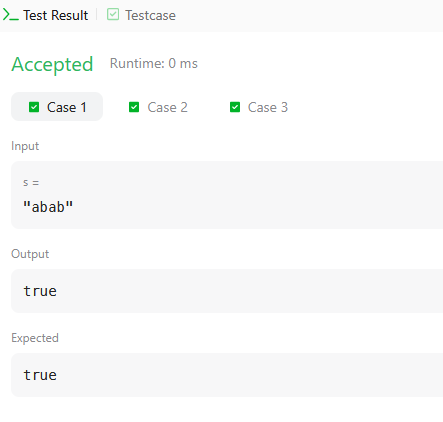 Test Result | Testcase
Accepted Runtime: 0 ms
Case 1 Case 2 Case 3
Input
s =
"abab"
Output
true
Expected
true